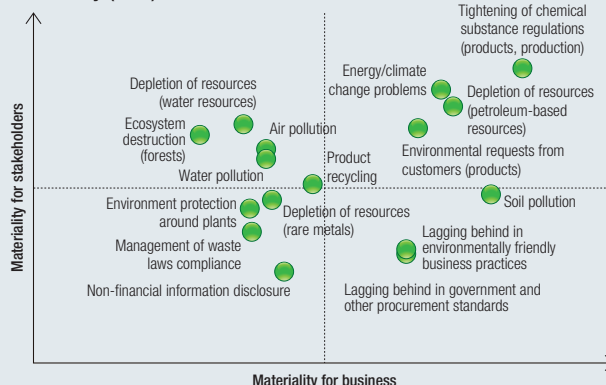 Tightening of chemical
substance regulations
(products, production)
Energy/climate
change problems
Depletion of resources
(petroleum-based
resources)
Depletion of resources
(water resources)
Ecosystem
destruction
(forests)
Air pollution
Environmental requests from
customers (products)
Water pollution
Product
recycling
Soil pollution
Environment protection
around plants
Depletion of resources
(rare metals)
Lagging behind in
environmentally friendly
business practices
Management of waste
laws compliance
Non-financial information disclosure
Lagging behind in government and
other procurement standards
Materiality for stakeholders
Materiality for business